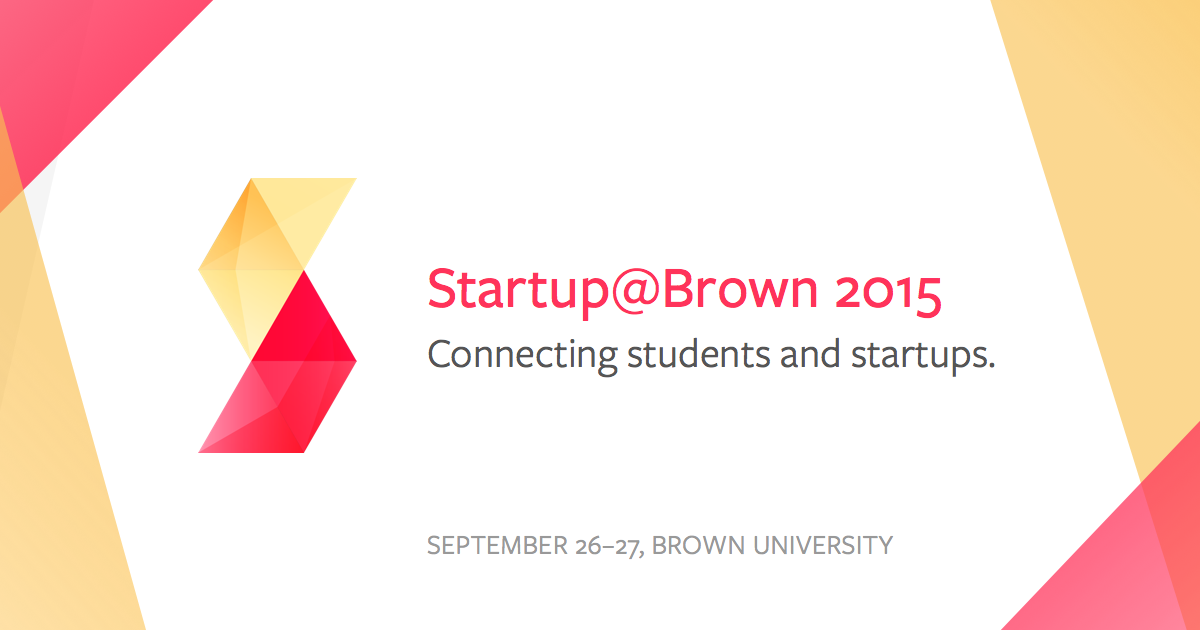 Startup@Brown 2015
Connecting students and startups.
SEPTEMBER 26–27, BROWN UNIVERSITY